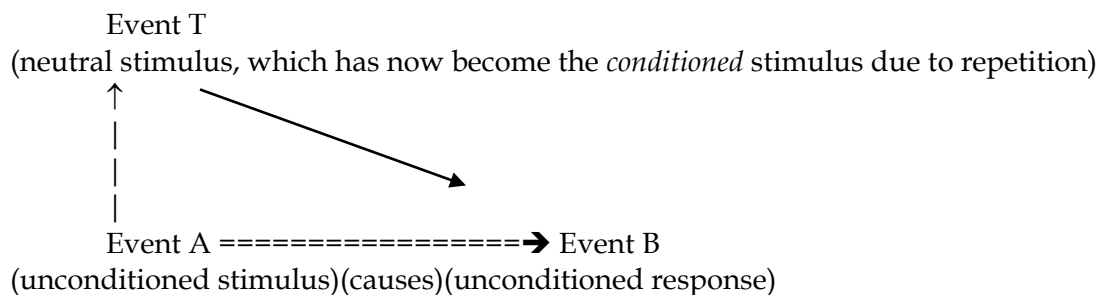 Event T
(neutral stimulus, which has now become the conditioned stimulus due to repetition)
↑
|
|
|
Event A =================➔ Event B
(unconditioned stimulus)(causes)(unconditioned response)